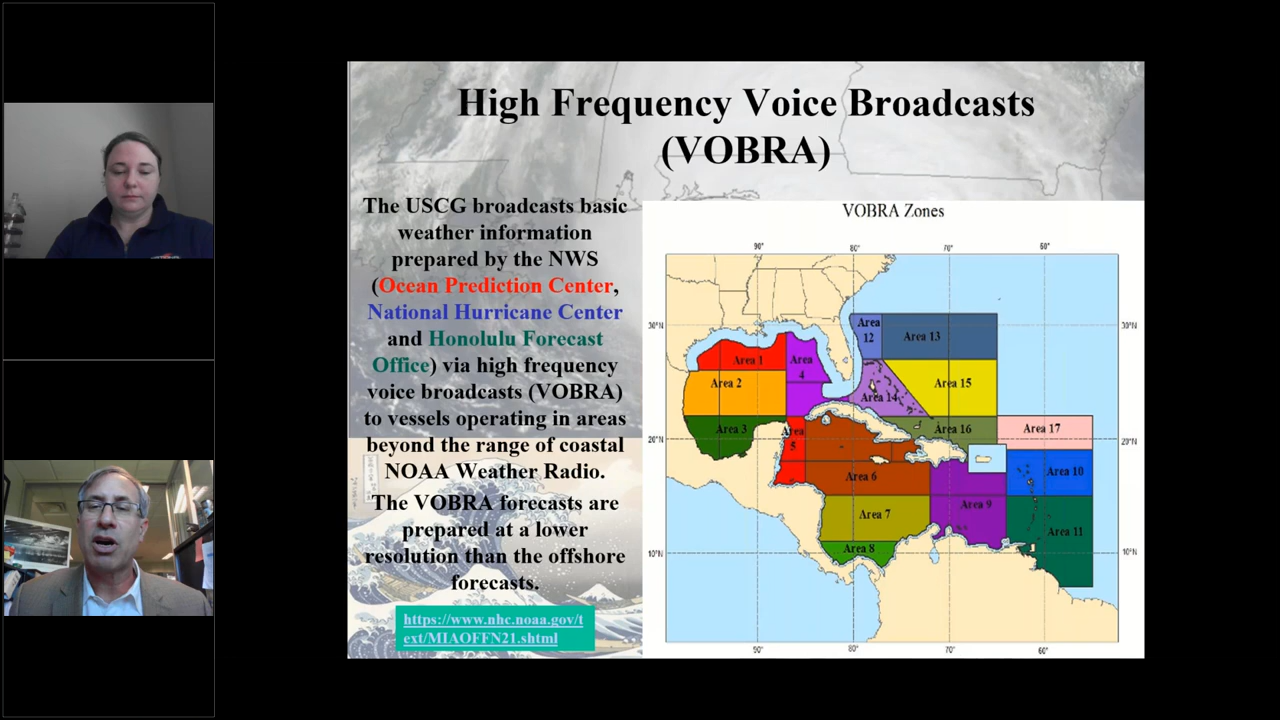 High Frequency Voice Broadcasts
(VOBRA)
The USCG broadcasts basic
weather information
prepared by the NWS
(Ocean Prediction Center,
National Hurricane Center
and Honolulu Forecast
Office) via high frequency
voice broadcasts (VOBRA)
to vessels operating in areas
beyond the range of coastal
NOAA Weather Radio.
The VOBRA forecasts are
prepared at a lower
resolution than the offshore
forecasts.
https://www.nhc.noaa.gov/t
ext/MIAOFFN21.shtml
VOBRA Zones
90° 80° 70° 60°
30°N 30°N
Area
12
Area 13
Area 1
Area
4
Area 2
Area 14
Area 15
Area 3
Area
5
Area 16
Area 17
20°N 20°N
Area 6
Area 10
Area 7
Area 9
Area 11
Area 8
10°N 10°N
90° 80° 70° 60°